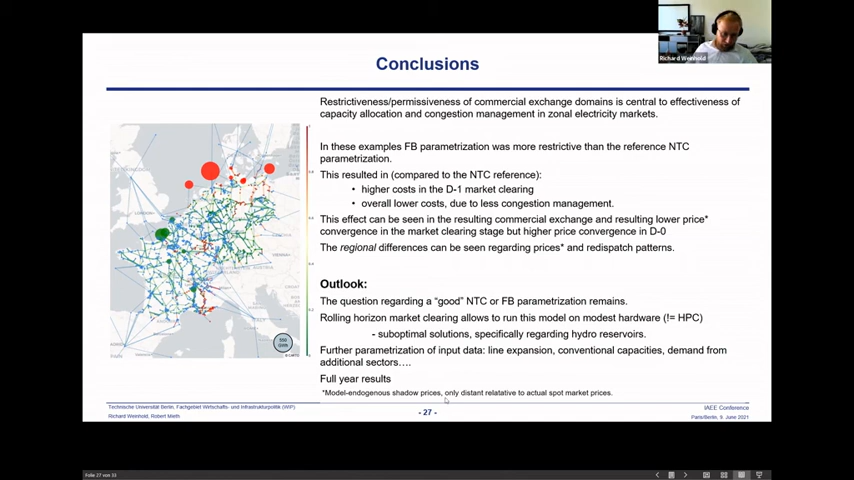 Richard Weinhold
Conclusions
Restrictiveness/permissiveness of commercial exchange domains is central to effectiveness of
capacity allocation and congestion management in zonal electricity markets.
In these examples FB parametrization was more restrictive than the reference NTC
parametrization.
This resulted in (compared to the NTC reference):
• higher costs in the D-1 market clearing
• overall lower costs, due to less congestion management.
This effect can be seen in the resulting commercial exchange and resulting lower price*
convergence in the market clearing stage but higher price convergence in D-0
The regional differences can be seen regarding prices* and redispatch patterns.
Outlook:
The question regarding a “good” NTC or FB parametrization remains.
Rolling horizon market clearing allows to run this model on modest hardware (!= HPC)
- suboptimal solutions, specifically regarding hydro reservoirs.
Further parametrization of input data: line expansion, conventional capacities, demand from
additional sectors….
Full year results
*Model-endogenous shadow prices, only distant relatative to actual spot market prices.
Technische Universität Berlin, Fachgebiet Wirtschafts- und Infrastrukturpolitik (WIP)
Richard Weinhold, Robert Mieth
- 27 -
IAEE Conference
Paris/Berlin, 9. June 2021
Folie 27 von 33